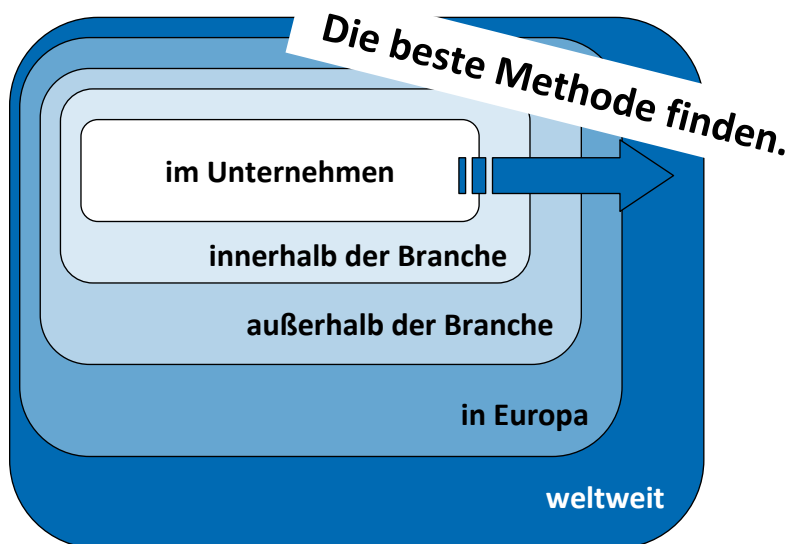 Die beste Methode finden.
im Unternehmen
innerhalb der Branche
außerhalb der Branche
in Europa
weltweit